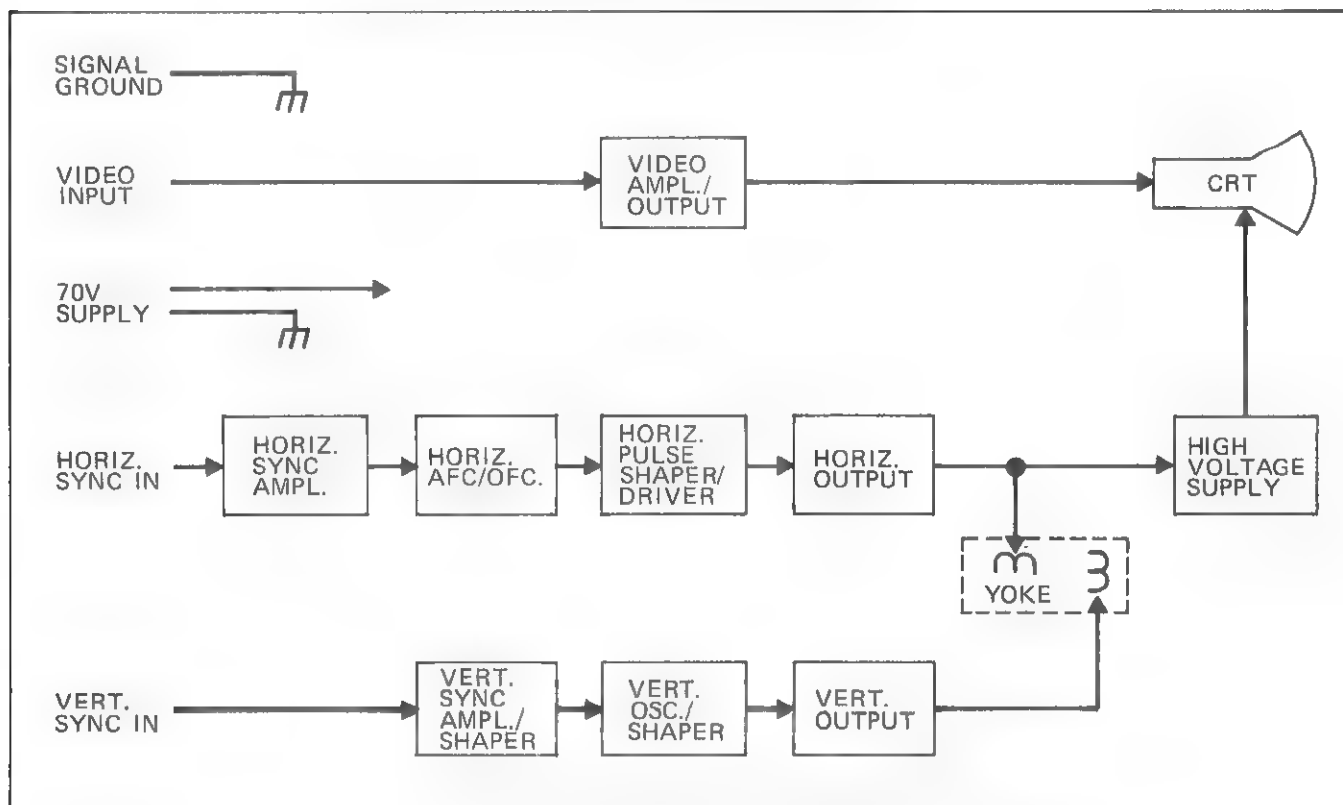 SIGNAL
GROUND
VIDEO
INPUT
VIDEO
AMPL./
OUTPUT
CRT
70V
SUPPLY
HORIZ.
SYNC IN
HORIZ.
SYNC
AMPL.
HORIZ.
AFC/OFC.
HORIZ.
PULSE
SHAPER/
DRIVER
HORIZ.
OUTPUT
HIGH
VOLTAGE
SUPPLY
YOKE
VERT.
SYNC IN
VERT.
SYNC
AMPL./
SHAPER
VERT.
OSC./
SHAPER
VERT.
OUTPUT